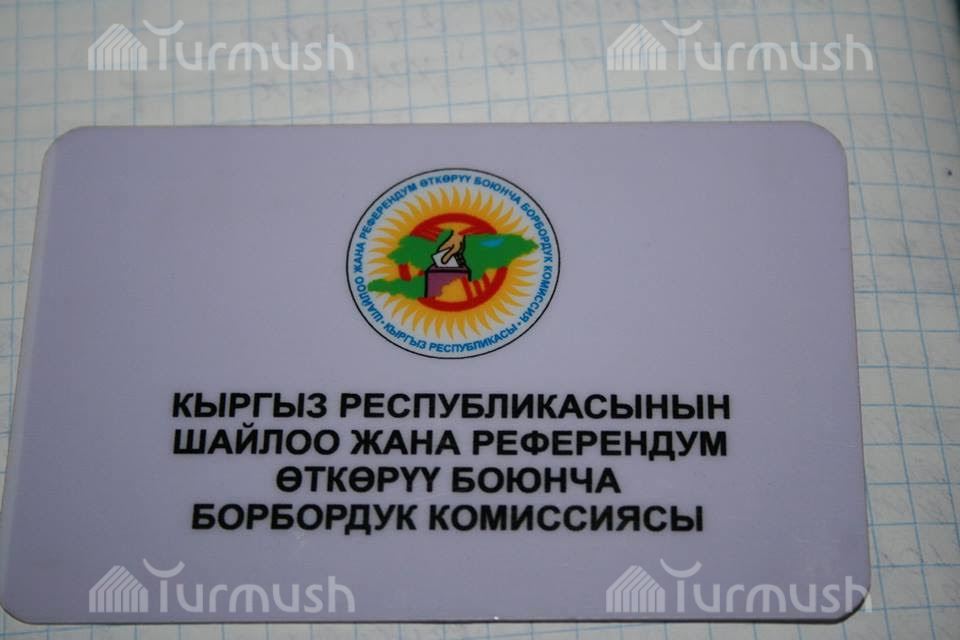 Turmush Turmush
ШАЙЛОО ЖАНА РЕФЕРЕНДУМ ӨТКӨРҮҮ БОЮНЧА БОРБОРДУК КОМИССИЯ
КЫРГЫЗ РЕСПУБЛИКАСЫ
КЫРГЫЗ РЕСПУБЛИКАСЫНЫН
ШАЙЛОО ЖАНА РЕФЕРЕНДУМ
ӨТКӨРҮҮ БОЮНЧА
БОРБОРДУК КОМИССИЯСЫ
Turmush Turmush